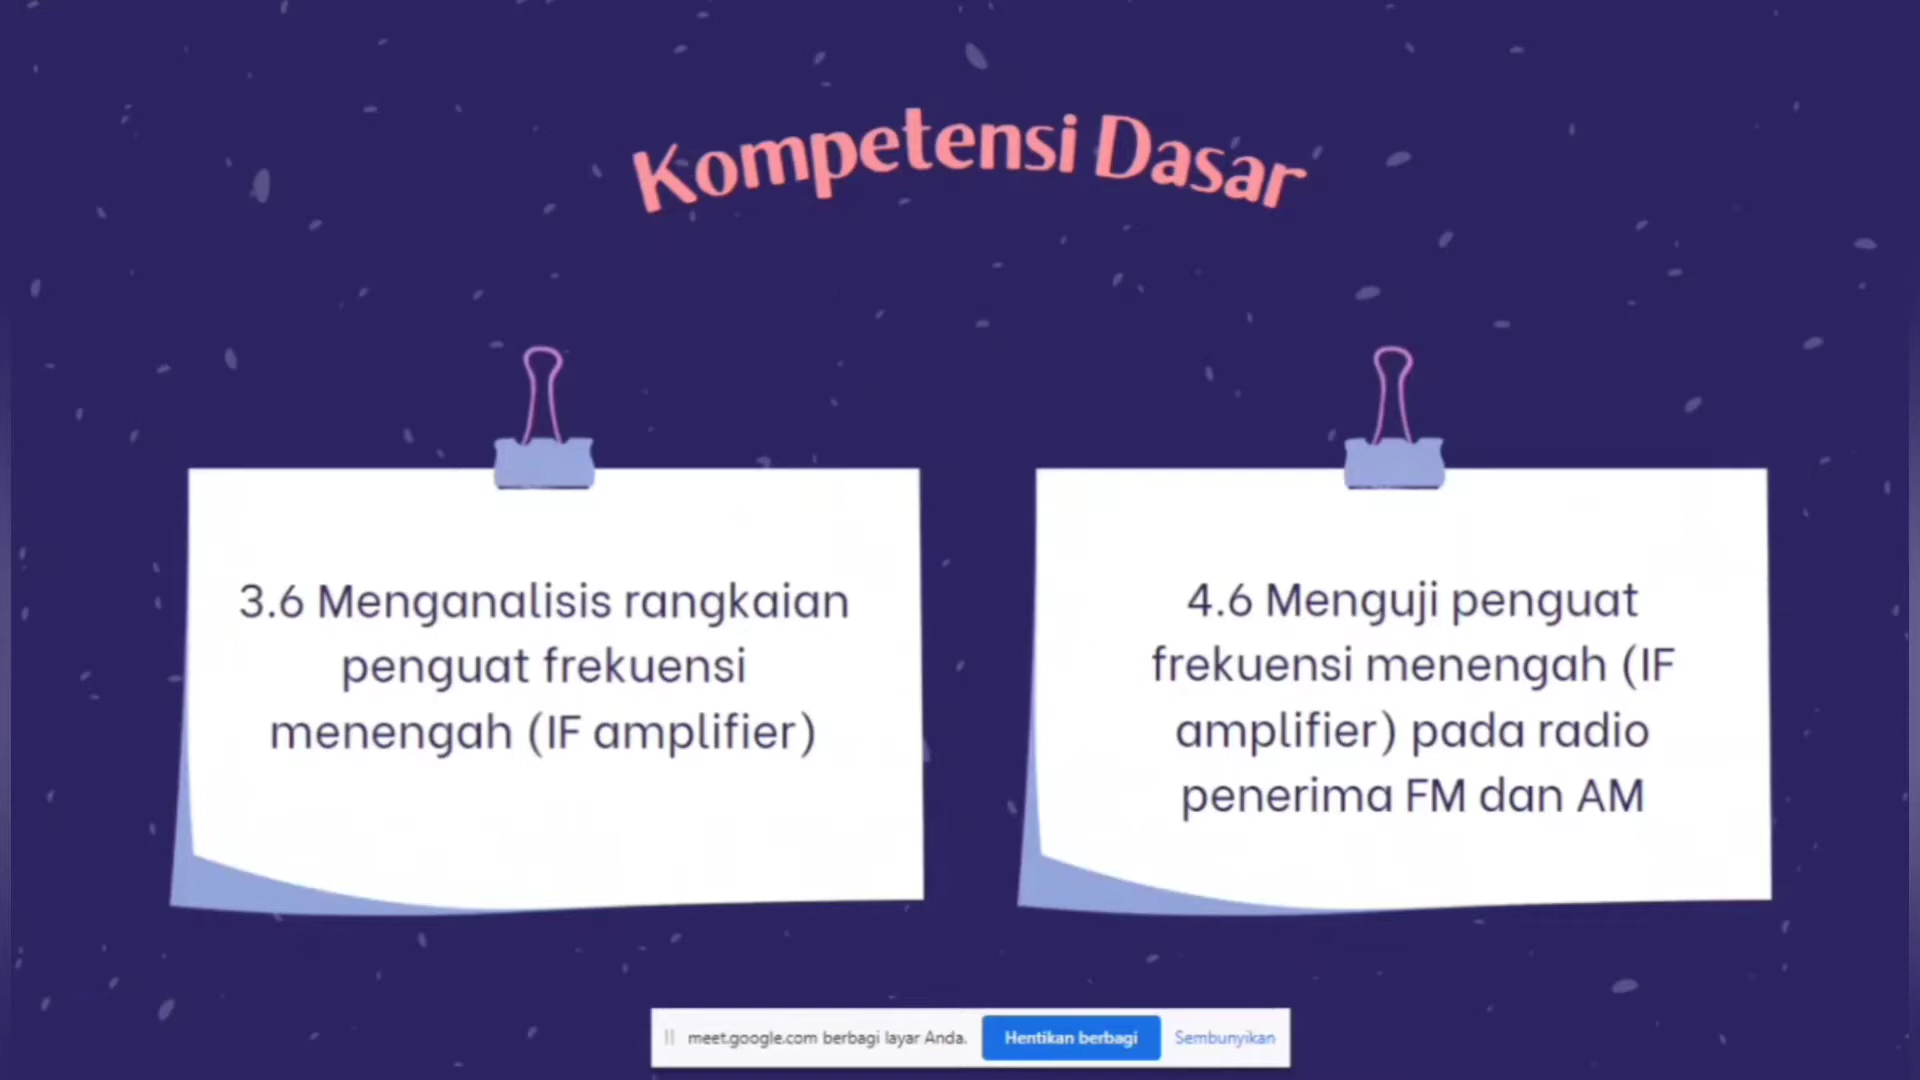 Kompetensi Dasar
3.6 Menganalisis rangkaian
penguat frekuensi
menengah (IF amplifier)
4.6 Menguji penguat
frekuensi menengah (IF
amplifier) pada radio
penerima FM dan AM
meet.google.com berbagi layar Anda.
Hentikan berbagi
Sembunyikan